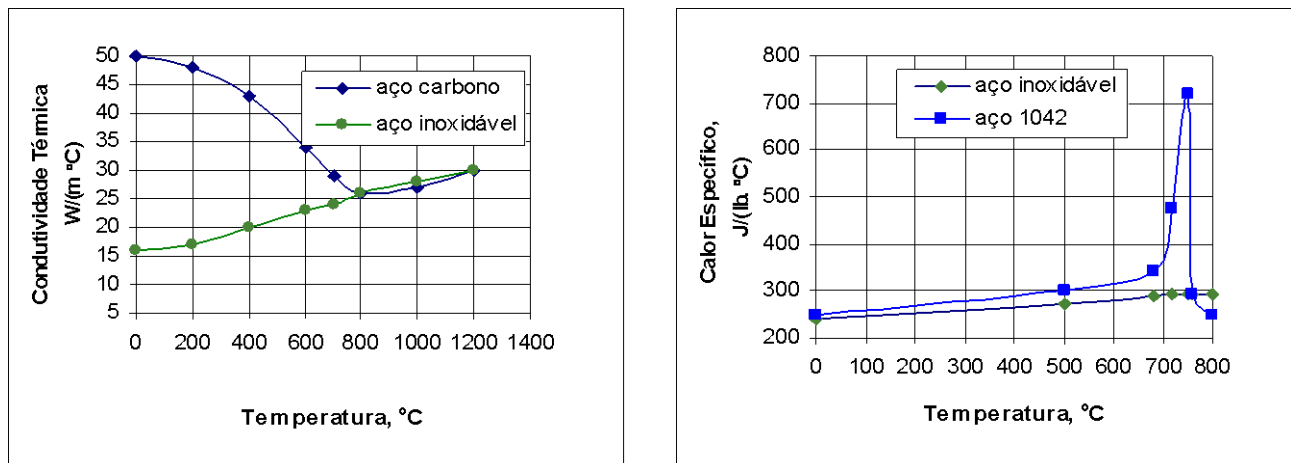 Condutividade Térmica
W/(m ºC)
50
45
40
35
30
25
20
15
10
5
aço carbono
aço inoxidável
0 200 400 600 800 1000 1200 1400
Temperatura, °C
Calor Específico,
J/(lb. ºC)
800
700
600
500
400
300
200
aço inoxidável
aço 1042
0 100 200 300 400 500 600 700 800
Temperatura, °C